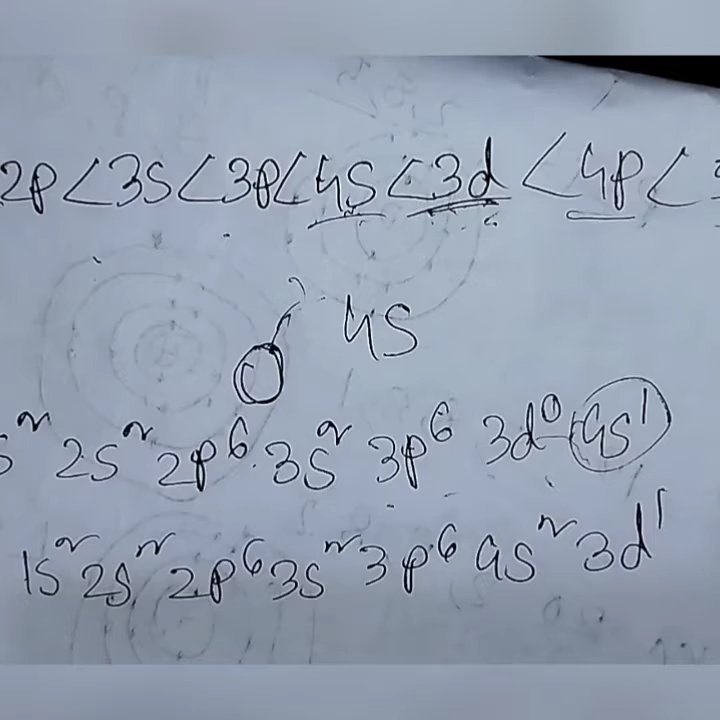 2p<3s<3p<4s<3d<4p<
4s
s² 2s² 2p⁶ 3s² 3p⁶ 3d⁰ 4s¹
1s² 2s² 2p⁶ 3s² 3p⁶ 4s² 3d¹